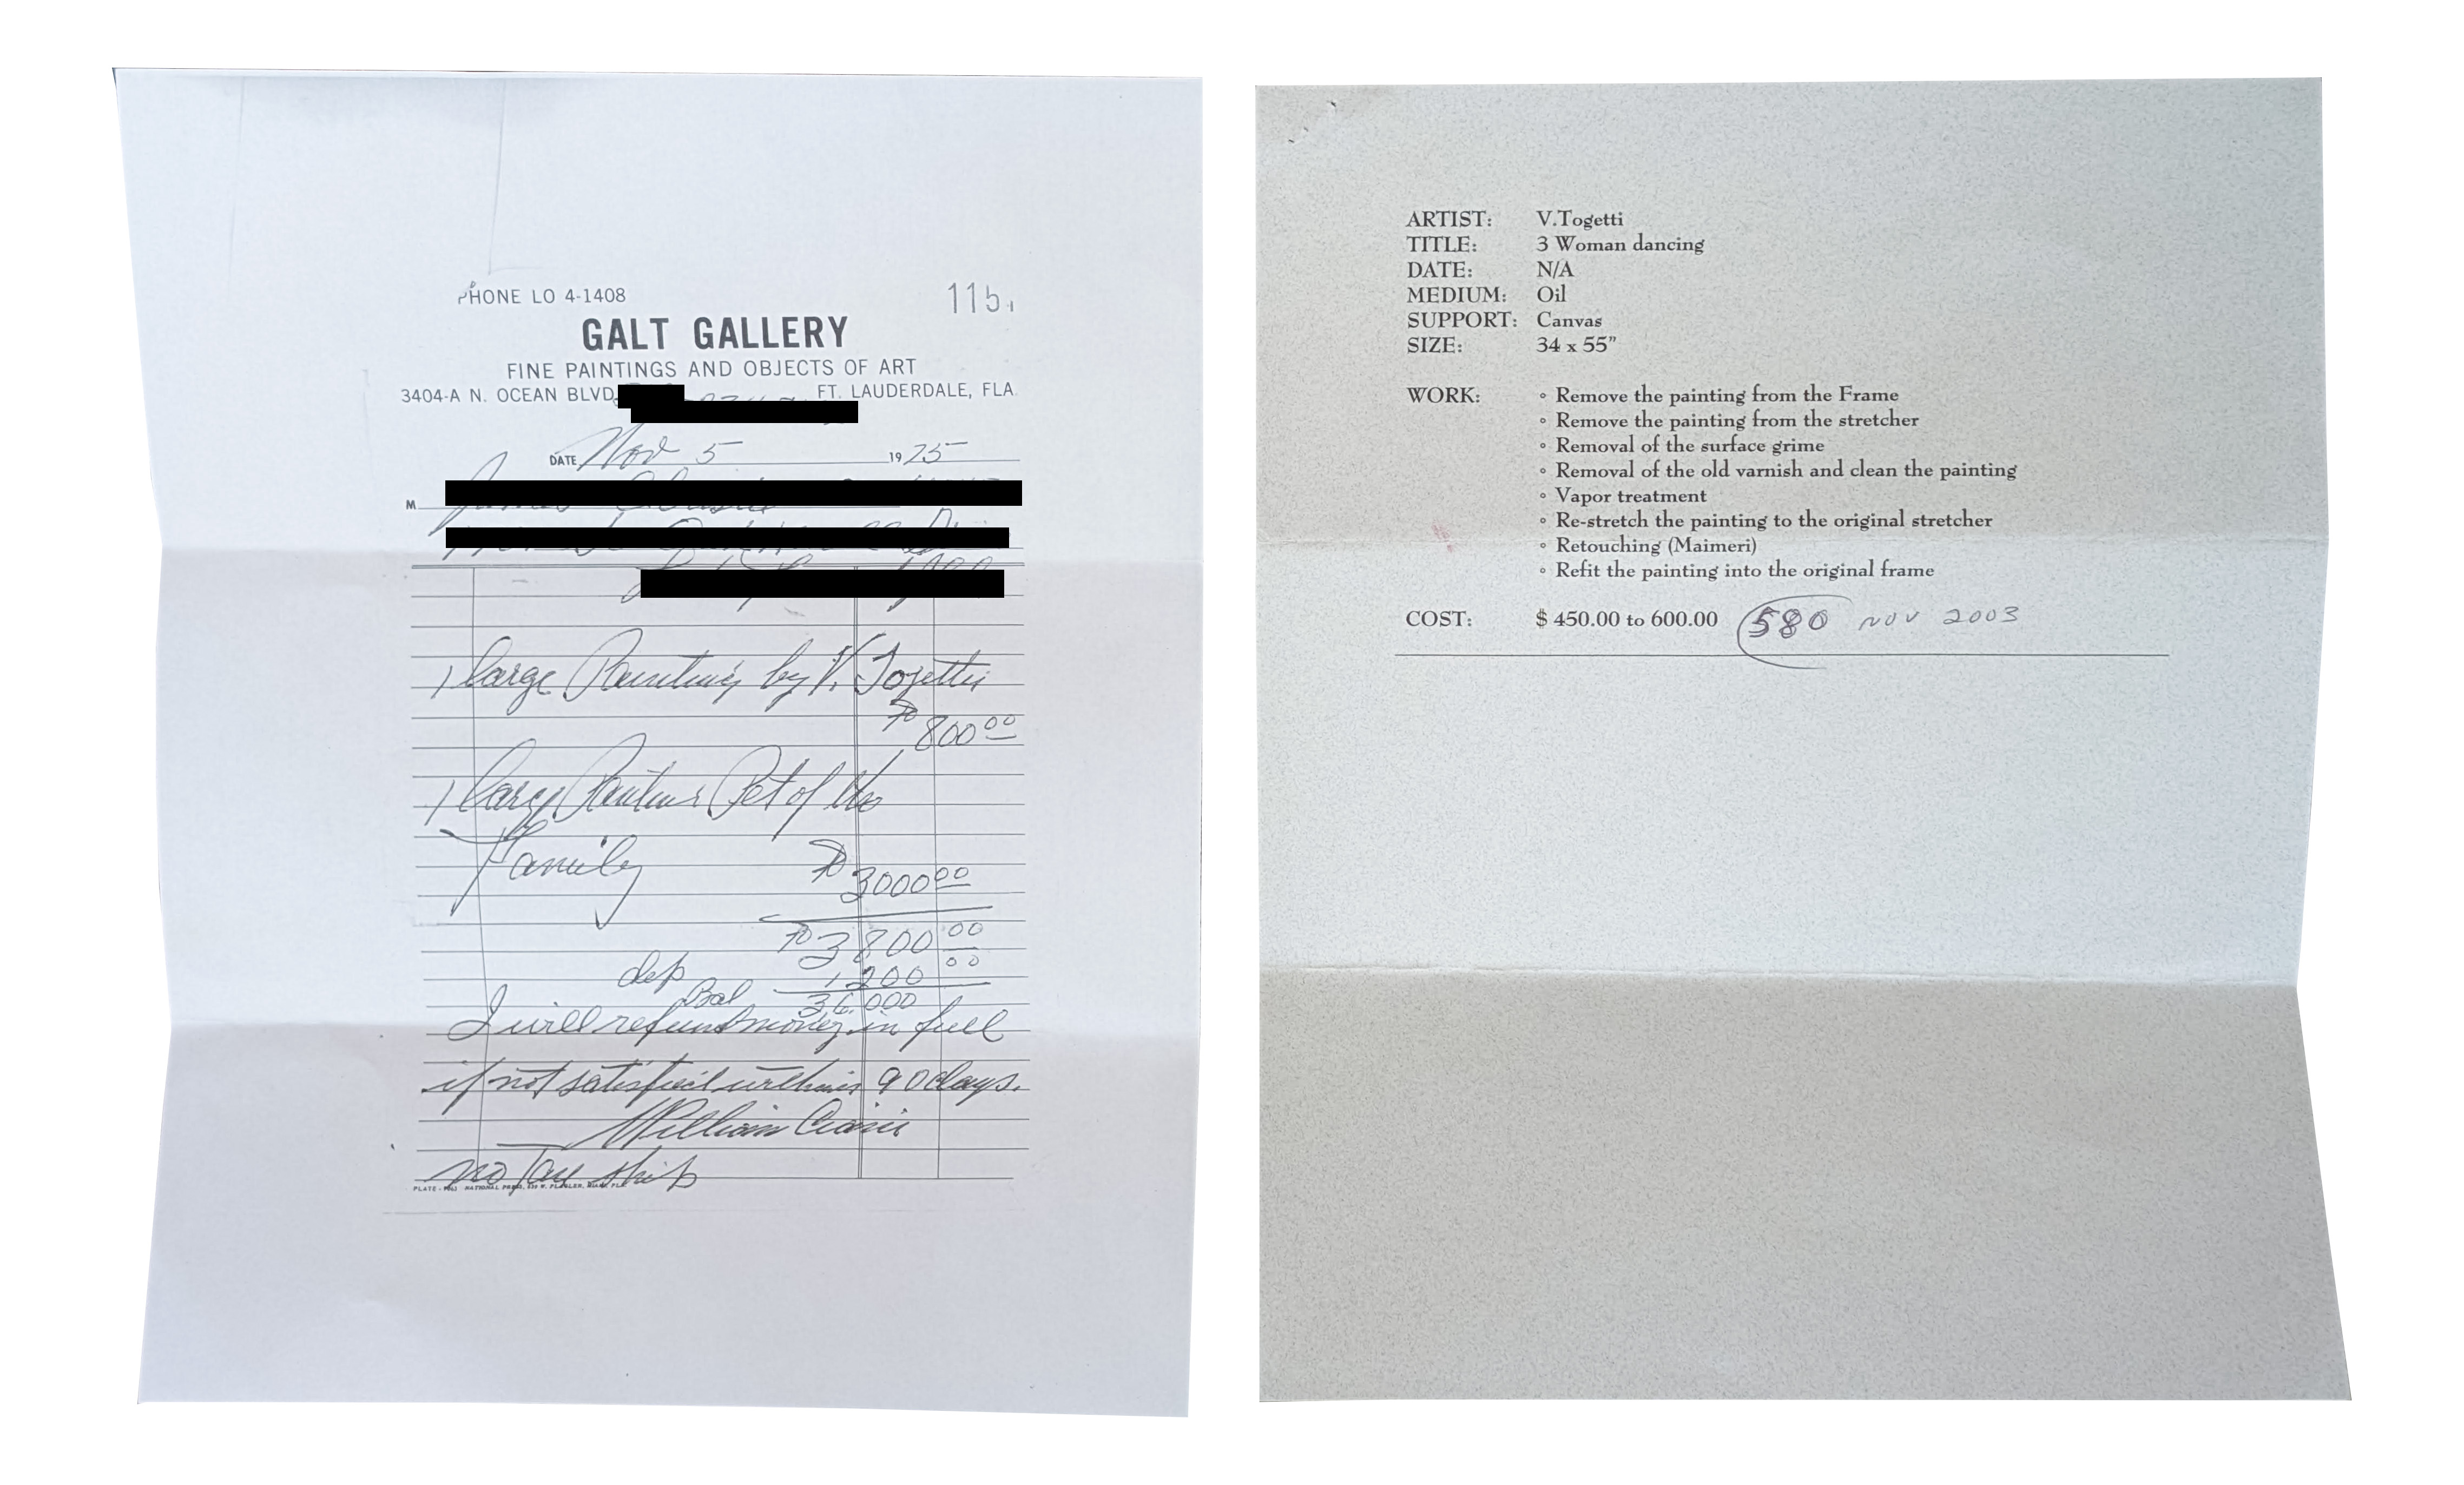 PHONE LO 4-1408
115
GALT GALLERY
FINE PAINTINGS AND OBJECTS OF ART
3404-A N. OCEAN BLVD. FT. LAUDERDALE, FLA.
DATE Nov 5 1975
M
1 large Painting by V. Tojetti
$ 800 00
1 large Painting Pet of the
Family $ 3000 00
$ 3800 00
dep 1200 00
Bal 36.000
I will refund money in full
if not satisfied within 90 days.
William
no Tax ship
ARTIST: V.Togetti
TITLE: 3 Woman dancing
DATE: N/A
MEDIUM: Oil
SUPPORT: Canvas
SIZE: 34 x 55”
WORK: ◦ Remove the painting from the Frame
◦ Remove the painting from the stretcher
◦ Removal of the surface grime
◦ Removal of the old varnish and clean the painting
◦ Vapor treatment
◦ Re-stretch the painting to the original stretcher
◦ Retouching (Maimeri)
◦ Refit the painting into the original frame
COST: $ 450.00 to 600.00 580 NOV 2003